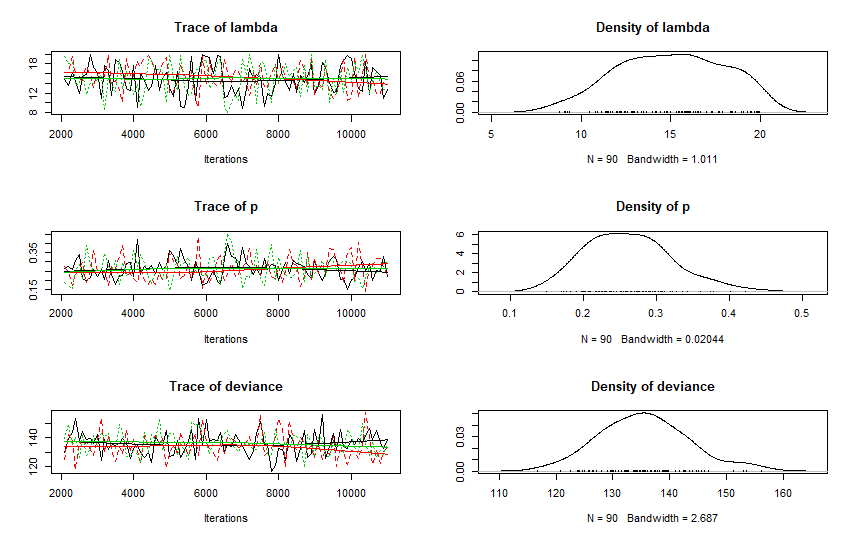 Trace of lambda
8 12 18
2000 4000 6000 8000 10000
Iterations
Density of lambda
0.00 0.06
5 10 15 20
N = 90 Bandwidth = 1.011
Trace of p
0.15 0.35
2000 4000 6000 8000 10000
Iterations
Density of p
0 2 4 6
0.1 0.2 0.3 0.4 0.5
N = 90 Bandwidth = 0.02044
Trace of deviance
120 140
2000 4000 6000 8000 10000
Iterations
Density of deviance
0.00 0.03
110 120 130 140 150 160
N = 90 Bandwidth = 2.687